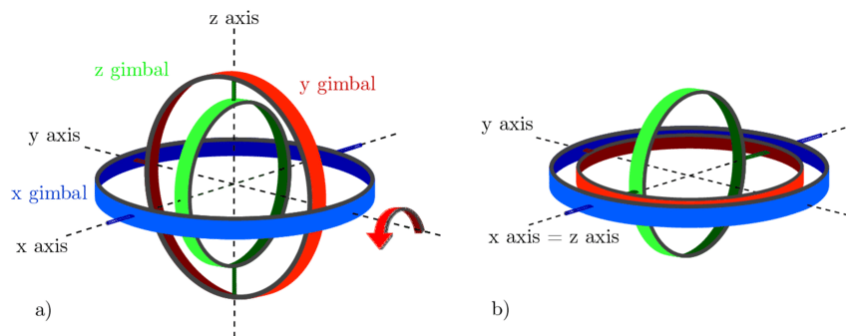 z axis
z gimbal
y gimbal
y axis
x gimbal
x axis
a)
y axis
x axis = z axis
b)